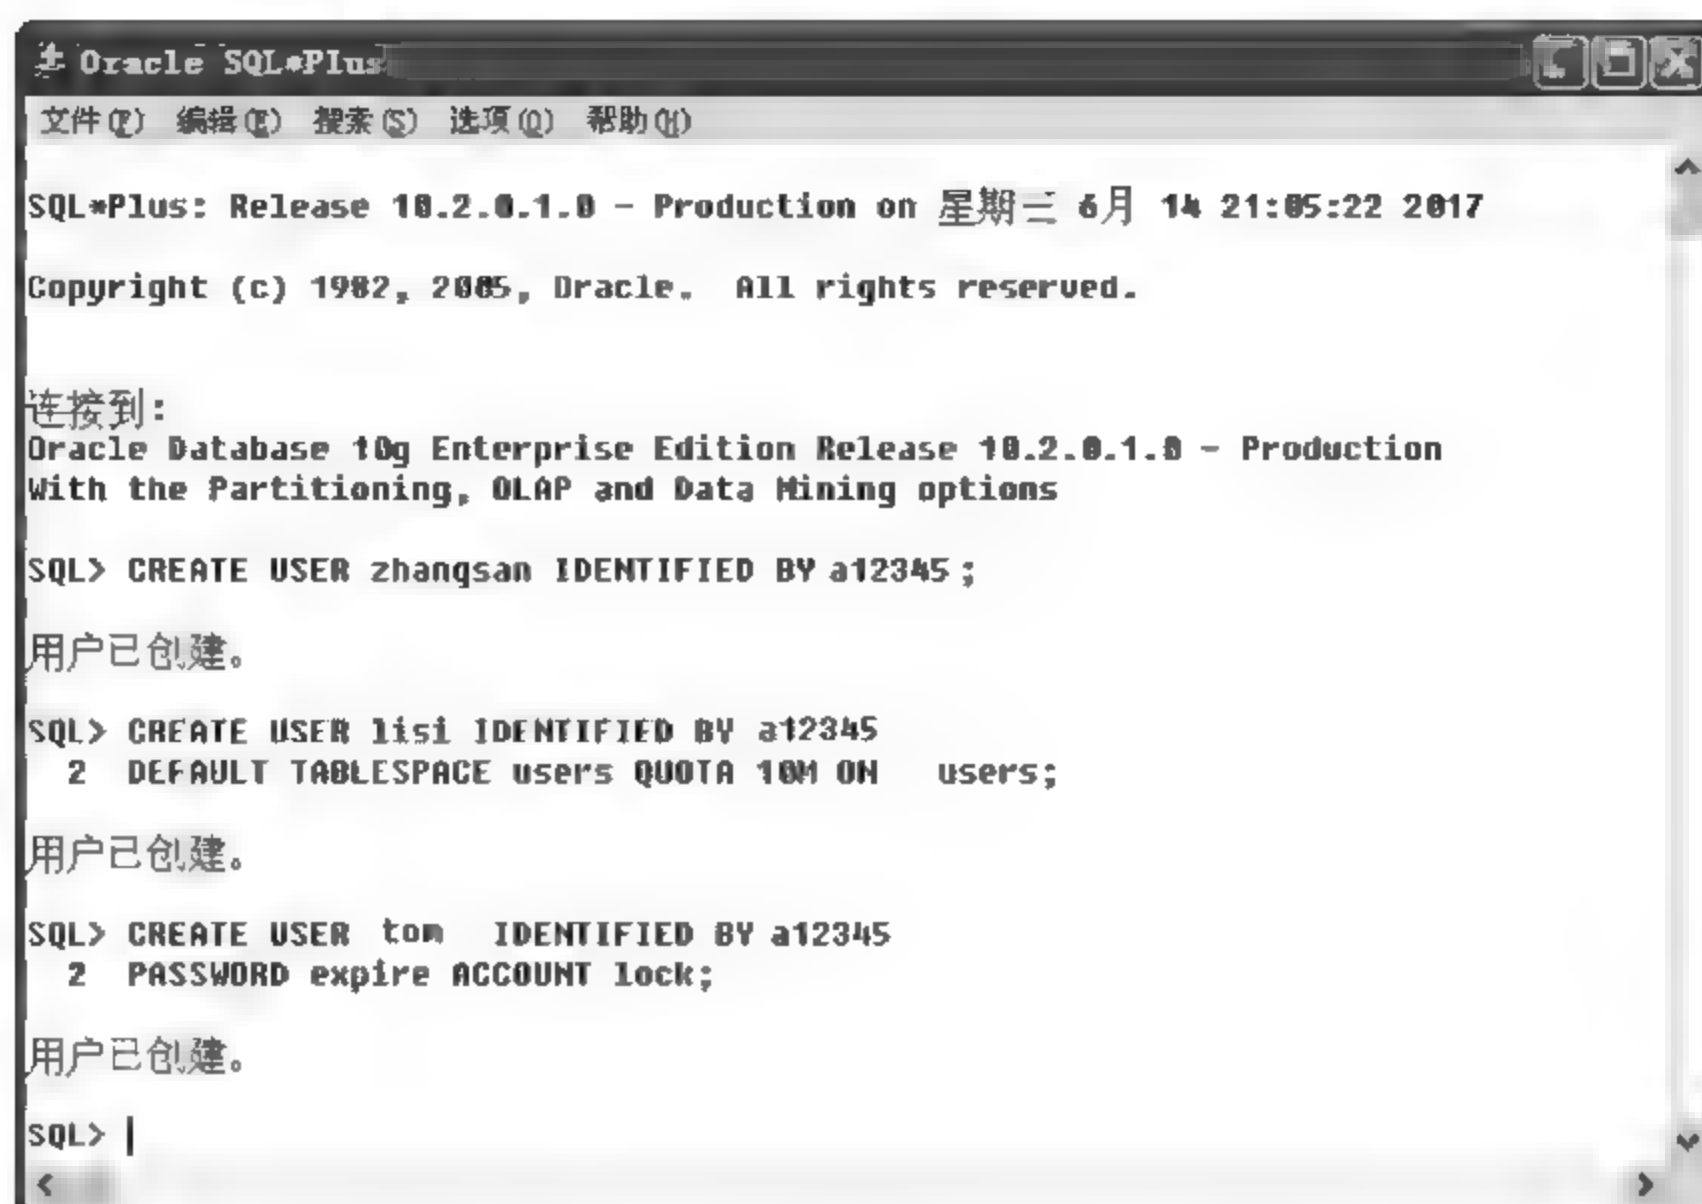 Oracle SQL*Plus
文件(F) 编辑(E) 搜索(S) 选项(O) 帮助(H)
SQL*Plus: Release 10.2.0.1.0 - Production on 星期三 6月 14 21:05:22 2017
Copyright (c) 1982, 2005, Oracle. All rights reserved.
连接到:
Oracle Database 10g Enterprise Edition Release 10.2.0.1.0 - Production
With the Partitioning, OLAP and Data Mining options
SQL> CREATE USER zhangsan IDENTIFIED BY a12345;
用户已创建。
SQL> CREATE USER lisi IDENTIFIED BY a12345
2 DEFAULT TABLESPACE users QUOTA 10M ON users;
用户已创建。
SQL> CREATE USER tom IDENTIFIED BY a12345
2 PASSWORD expire ACCOUNT lock;
用户已创建。
SQL>